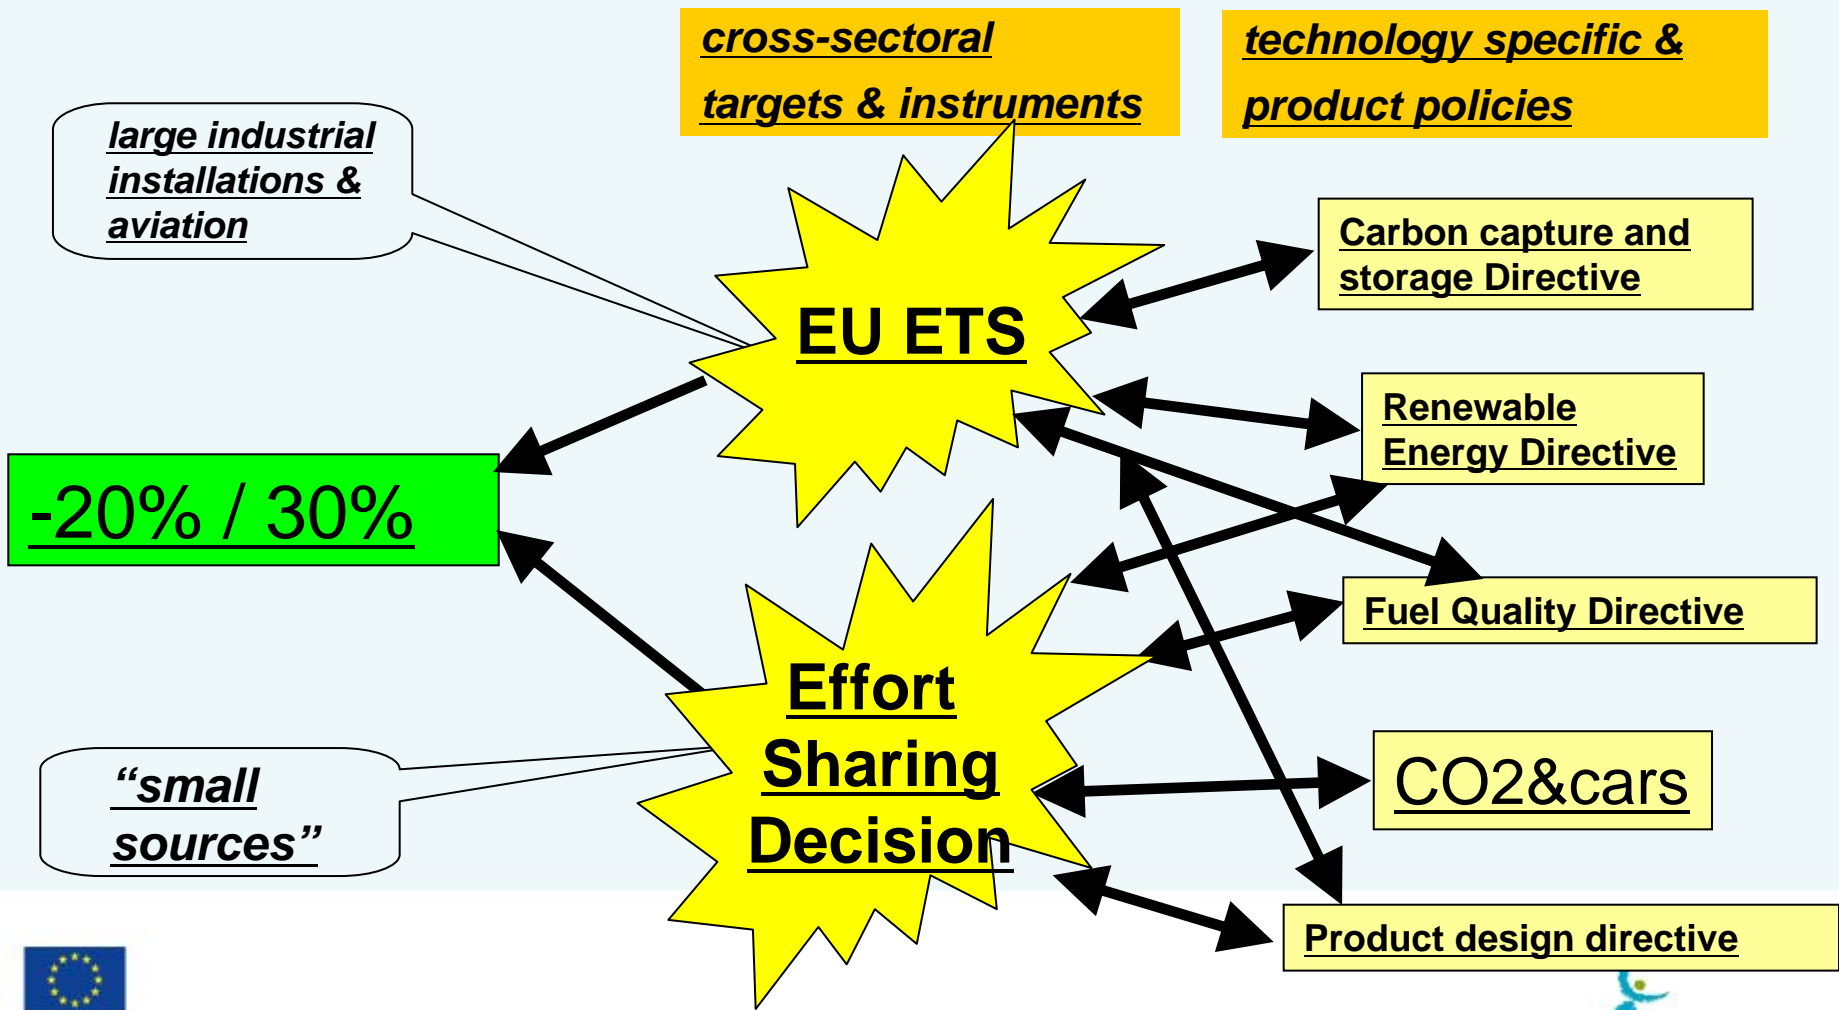 cross-sectoral
targets & instruments
technology specific &
product policies
large industrial
installations &
aviation
EU ETS
Carbon capture and
storage Directive
Renewable
Energy Directive
-20% / 30%
Fuel Quality Directive
Effort
Sharing
Decision
“small
sources”
CO2&cars
Product design directive